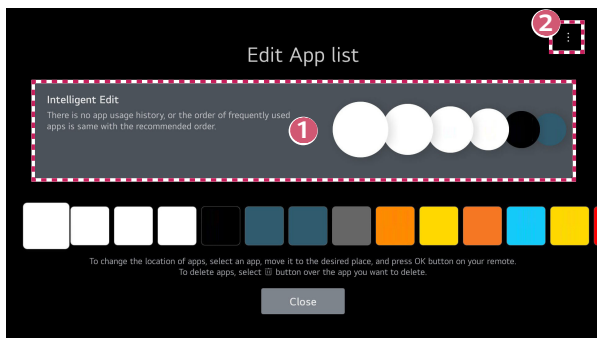 2
Edit App list
Intelligent Edit
There is no app usage history, or the order of frequently used
apps is same with the recommended order.
1
To change the location of apps, select an app, move it to the desired place, and press OK button on your remote.
To delete apps, select 🗑 button over the app you want to delete.
Close